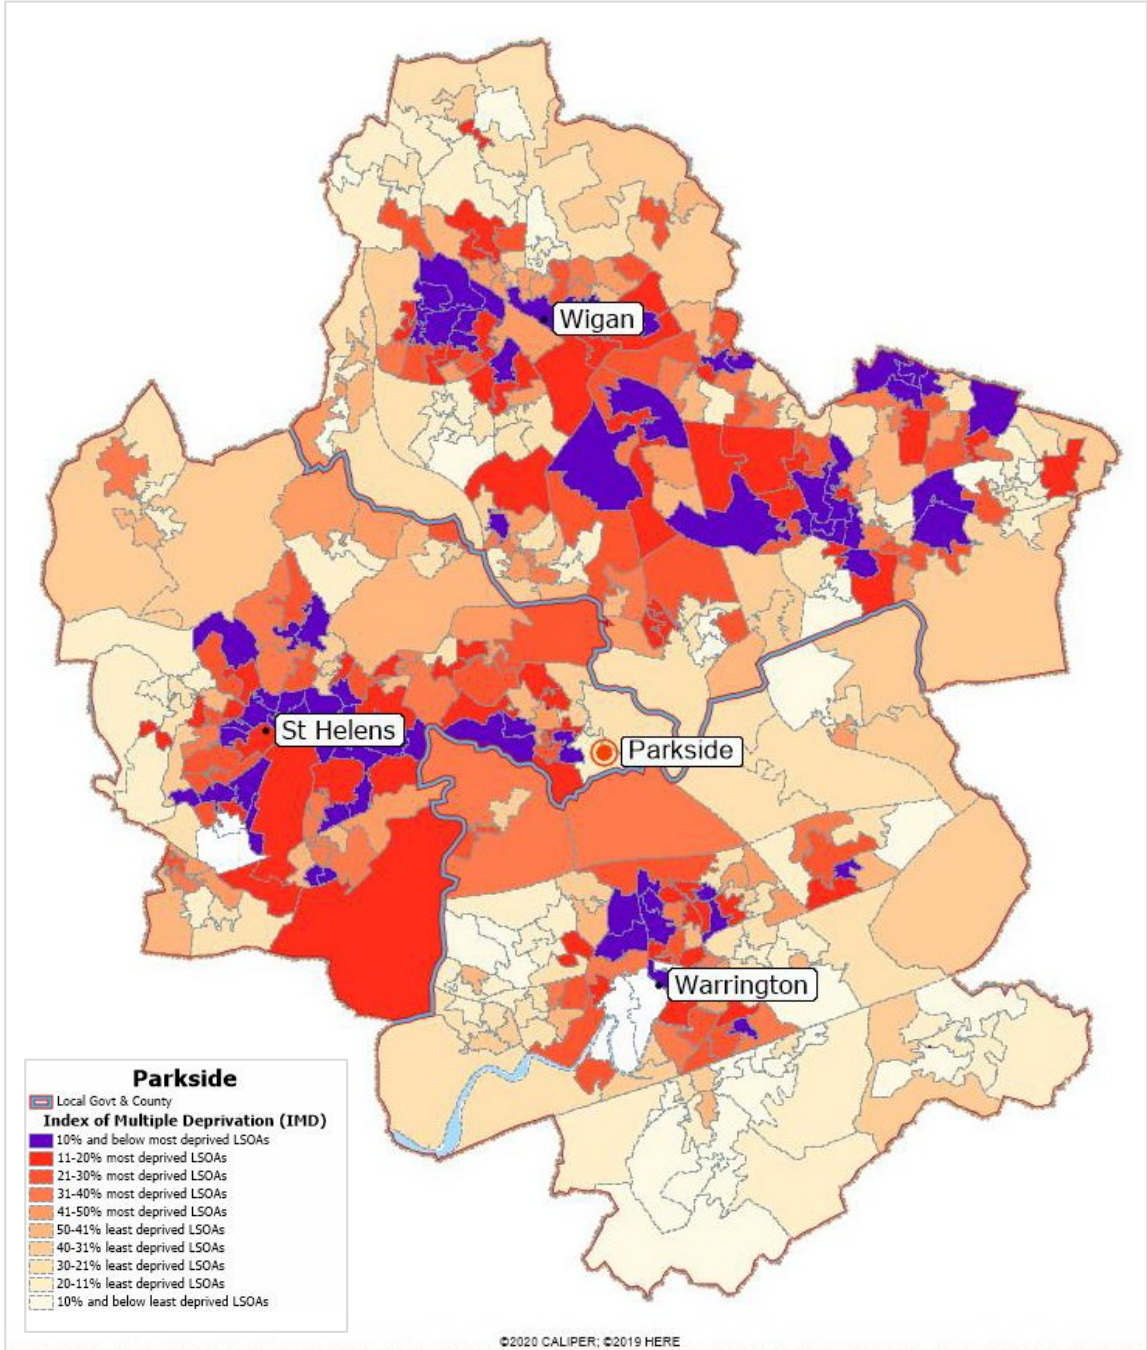 Wigan
St Helens
Parkside
Warrington
Parkside
Local Govt & County
Index of Multiple Deprivation (IMD)
10% and below most deprived LSOAs
11-20% most deprived LSOAs
21-30% most deprived LSOAs
31-40% most deprived LSOAs
41-50% most deprived LSOAs
50-41% least deprived LSOAs
40-31% least deprived LSOAs
30-21% least deprived LSOAs
20-11% least deprived LSOAs
10% and below least deprived LSOAs
©2020 CALIPER; ©2019 HERE